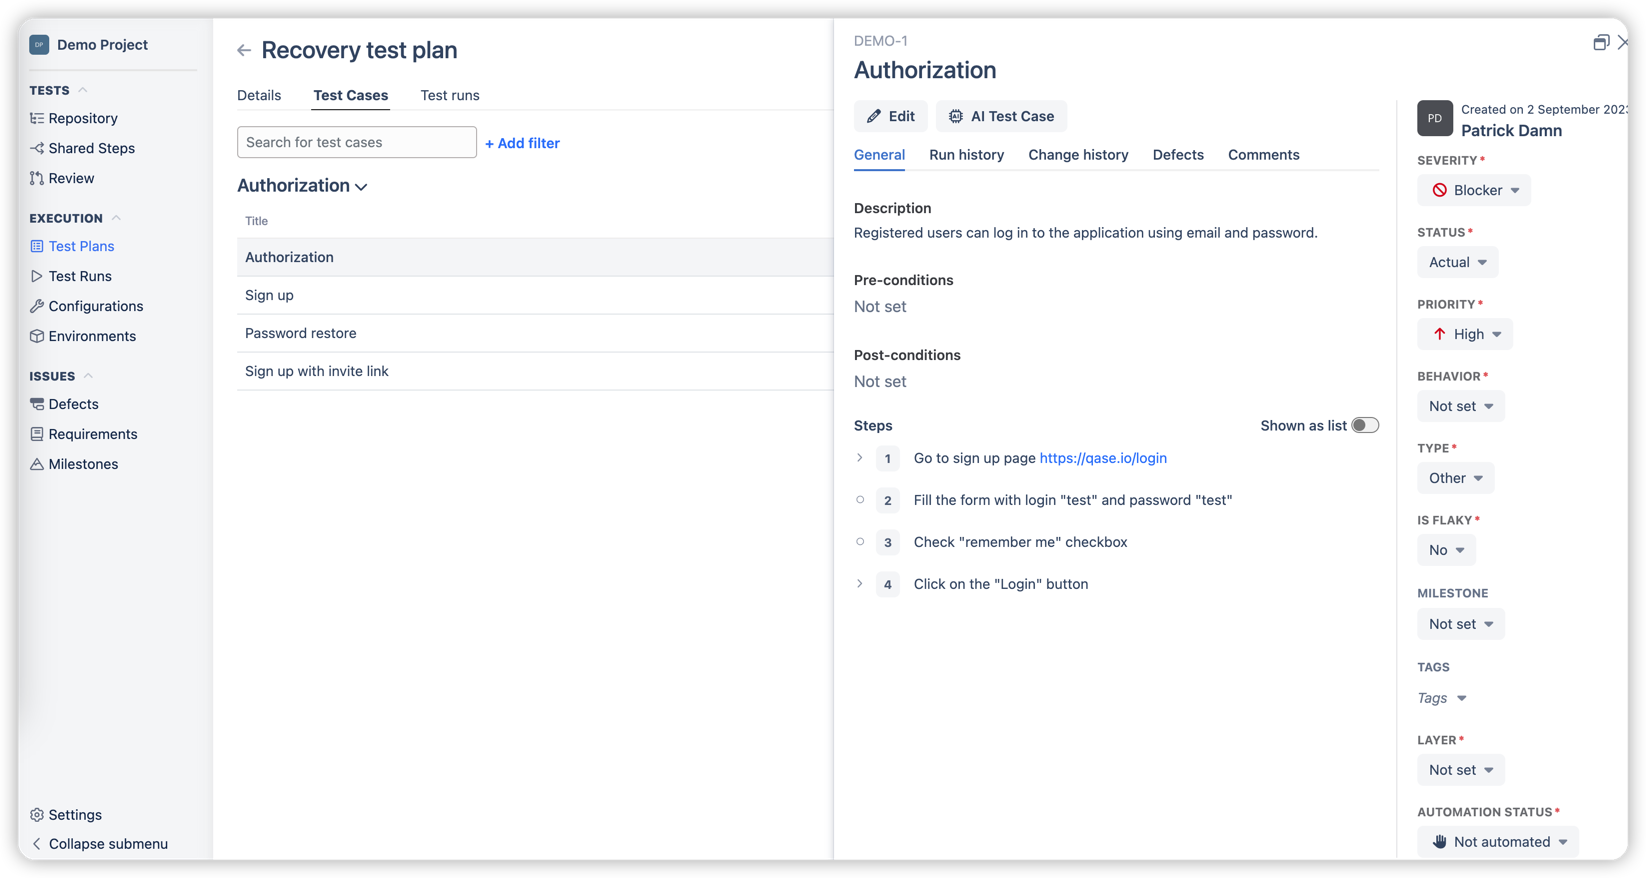 DP Demo Project
TESTS
Repository
Shared Steps
Review
EXECUTION
Test Plans
Test Runs
Configurations
Environments
ISSUES
Defects
Requirements
Milestones
Settings
Collapse submenu
Recovery test plan
Details Test Cases Test runs
Search for test cases + Add filter
Authorization
Title
Authorization
Sign up
Password restore
Sign up with invite link
DEMO-1
Authorization
Edit AI Test Case
General Run history Change history Defects Comments
Description
Registered users can log in to the application using email and password.
Pre-conditions
Not set
Post-conditions
Not set
Steps Shown as list
1 Go to sign up page https://qase.io/login
2 Fill the form with login "test" and password "test"
3 Check "remember me" checkbox
4 Click on the "Login" button
PD Created on 2 September 2023
Patrick Damn
SEVERITY*
Blocker
STATUS*
Actual
PRIORITY*
High
BEHAVIOR*
Not set
TYPE*
Other
IS FLAKY*
No
MILESTONE
Not set
TAGS
Tags
LAYER*
Not set
AUTOMATION STATUS*
Not automated